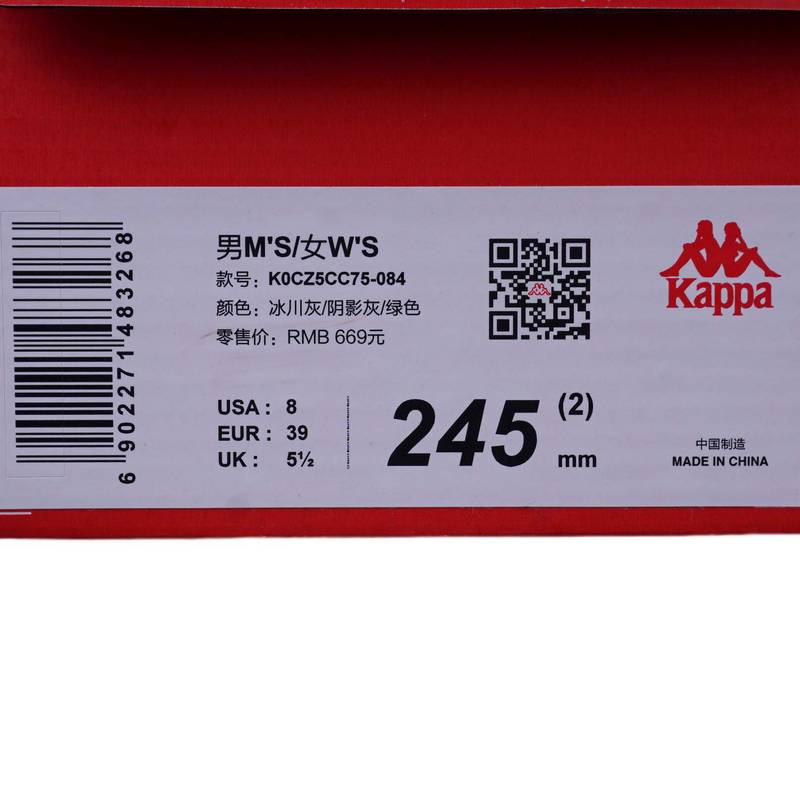 6 902271 483268
男M'S/女W'S
款号：K0CZ5CC75-084
颜色：冰川灰/阴影灰/绿色
零售价：RMB 669元
USA : 8
EUR : 39
UK : 5½
245 (2) mm
Kappa
中国制造
MADE IN CHINA